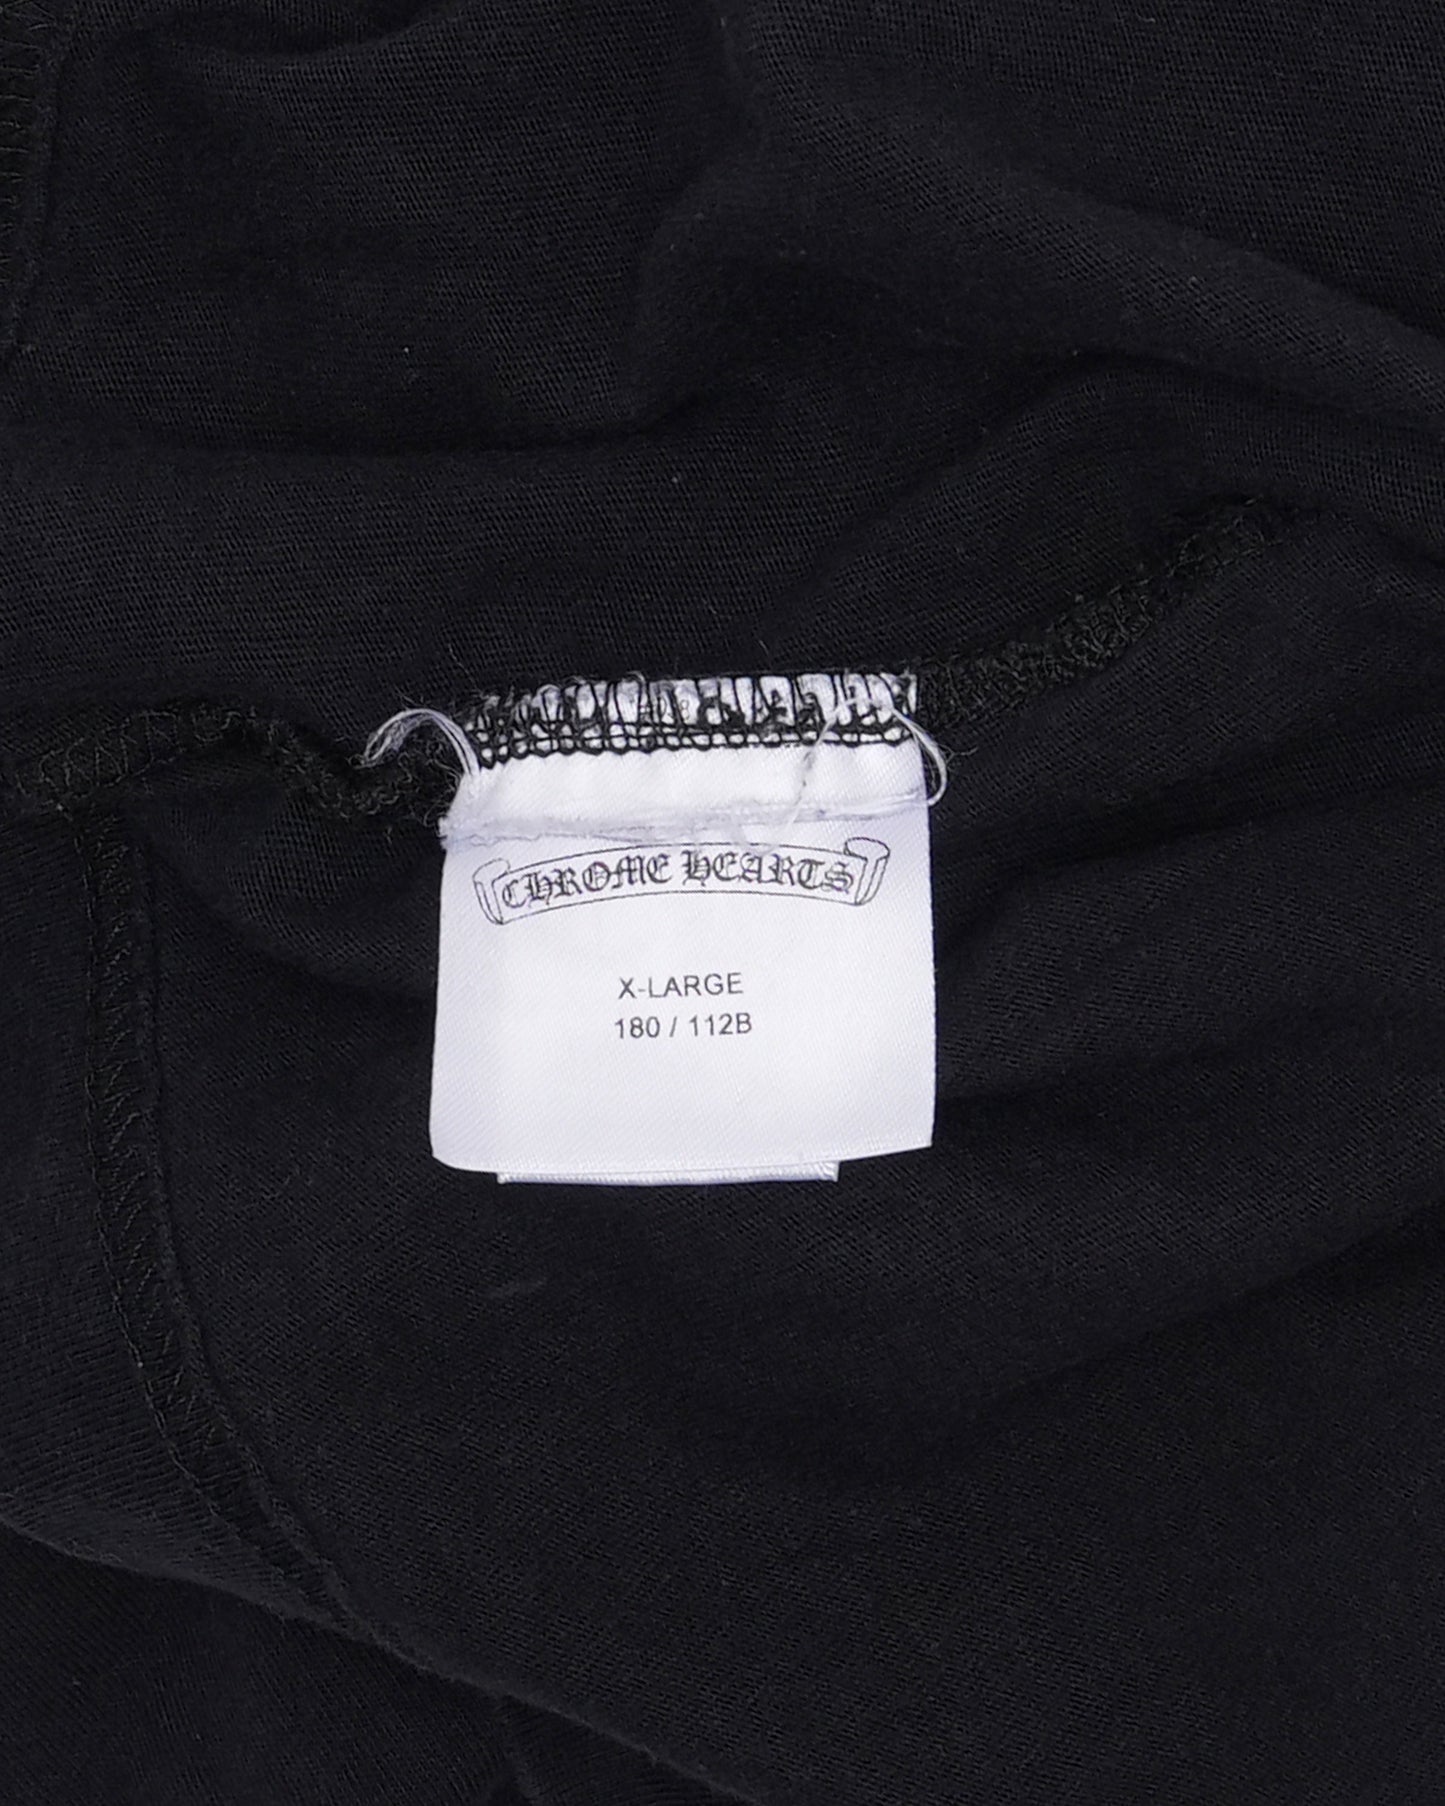 CHROME HEARTS
X-LARGE
180 / 112B